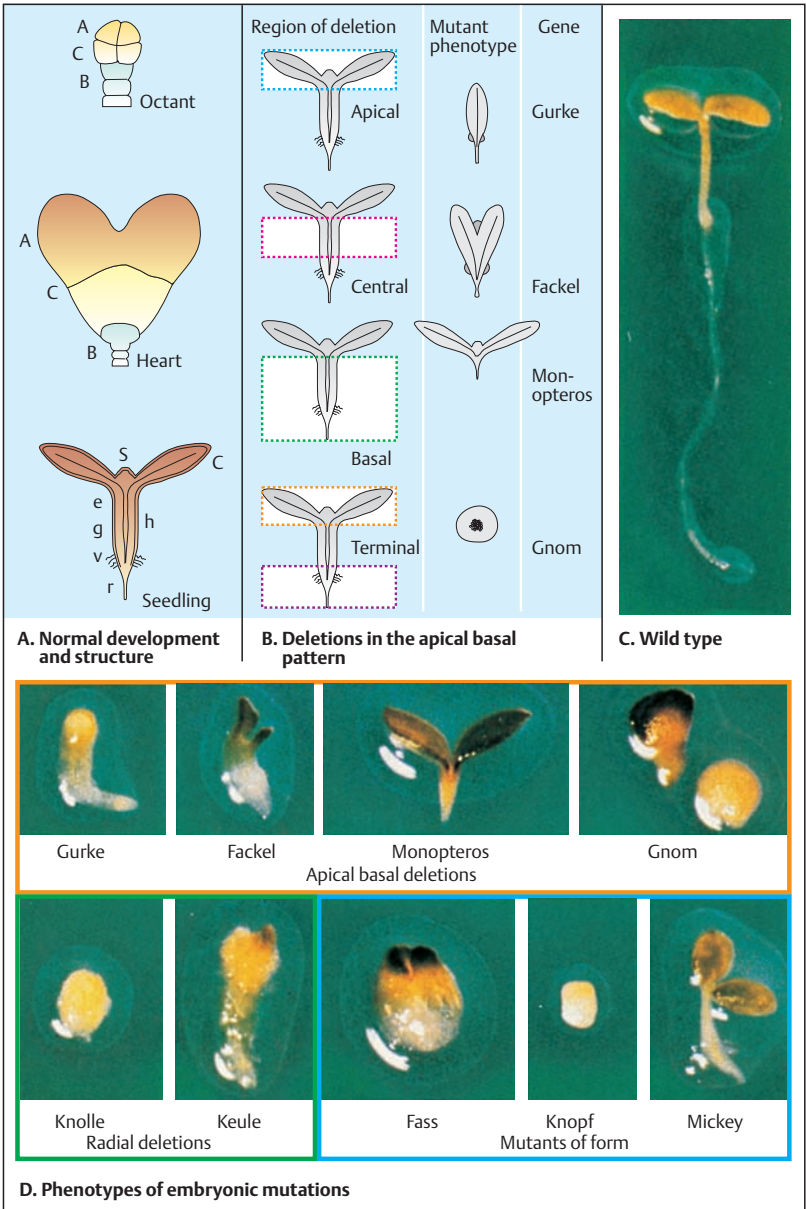 A
C
B
Octant
A
C
B
Heart
S
C
e
g
h
v
r
Seedling
A. Normal development
and structure
Region of deletion
Mutant
phenotype
Gene
Apical
Gurke
Central
Fackel
Mon-
opteros
Basal
Terminal
Gnom
B. Deletions in the apical basal
pattern
C. Wild type
Gurke
Fackel
Monopteros
Gnom
Apical basal deletions
Knolle
Keule
Radial deletions
Fass
Knopf
Mickey
Mutants of form
D. Phenotypes of embryonic mutations